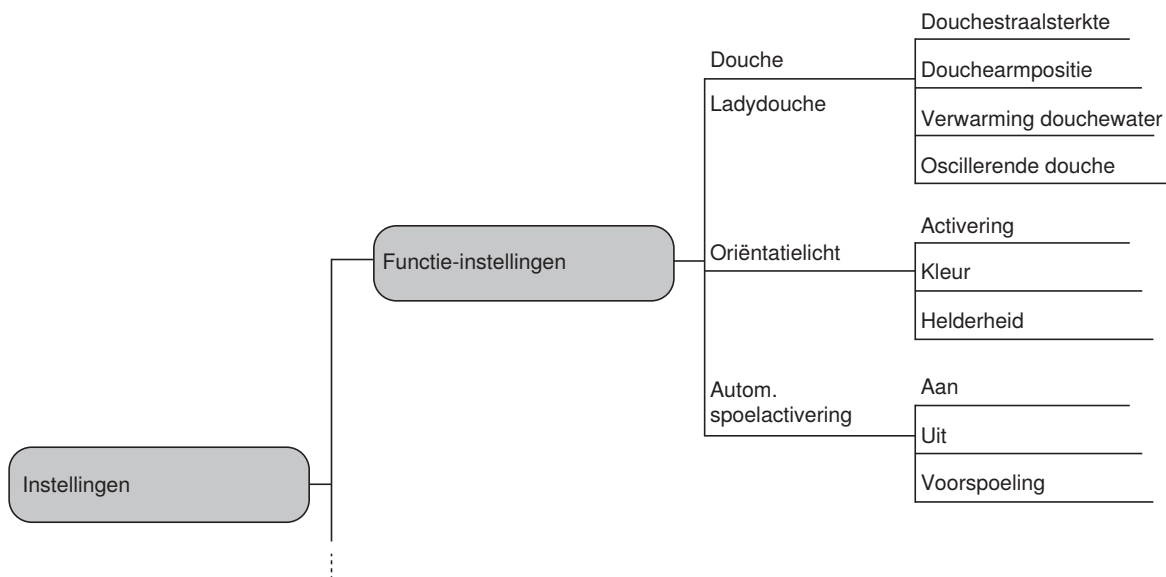 Douchestraalsterkte
Douche
Douchearmpositie
Ladydouche
Verwarming douchewater
Oscillerende douche
Activering
Oriëntatielicht
Functie-instellingen
Kleur
Helderheid
Autom.
spoelactivering
Aan
Uit
Instellingen
Voorspoeling